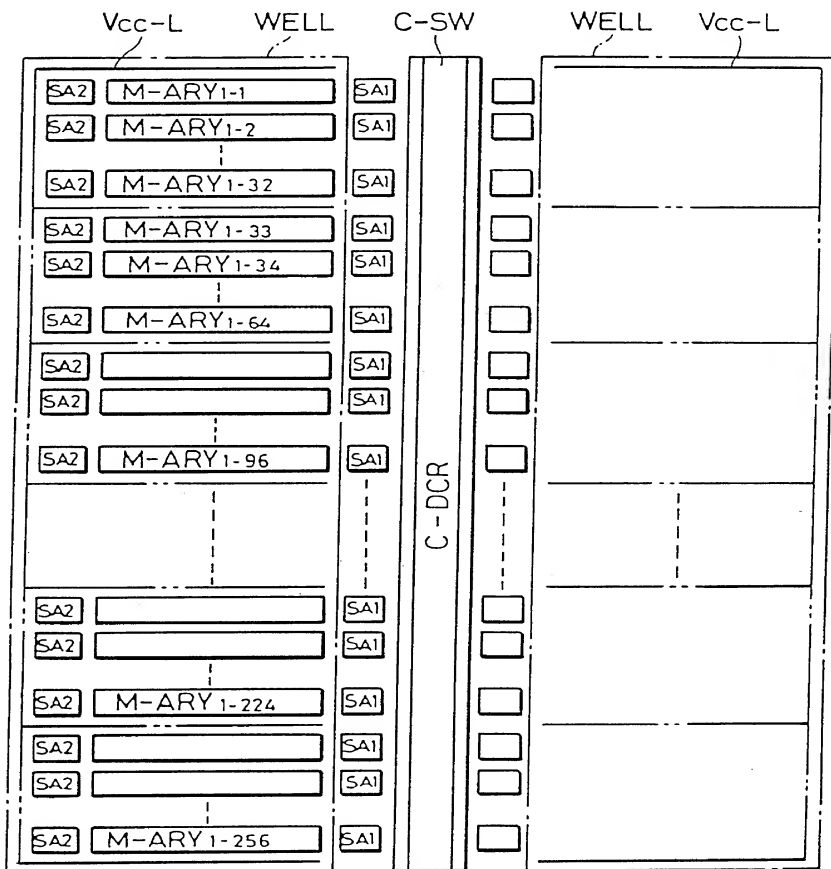 Vcc-L WELL C-SW WELL Vcc-L
SA2 M-ARY1-1 SA1
SA2 M-ARY1-2 SA1
SA2 M-ARY1-32 SA1
SA2 M-ARY1-33 SA1
SA2 M-ARY1-34 SA1
SA2 M-ARY1-64 SA1
SA2 SA1
SA2 SA1
SA2 M-ARY1-96 SA1
C-DCR
SA2 SA1
SA2 SA1
SA2 M-ARY1-224 SA1
SA2 SA1
SA2 SA1
SA2 M-ARY1-256 SA1